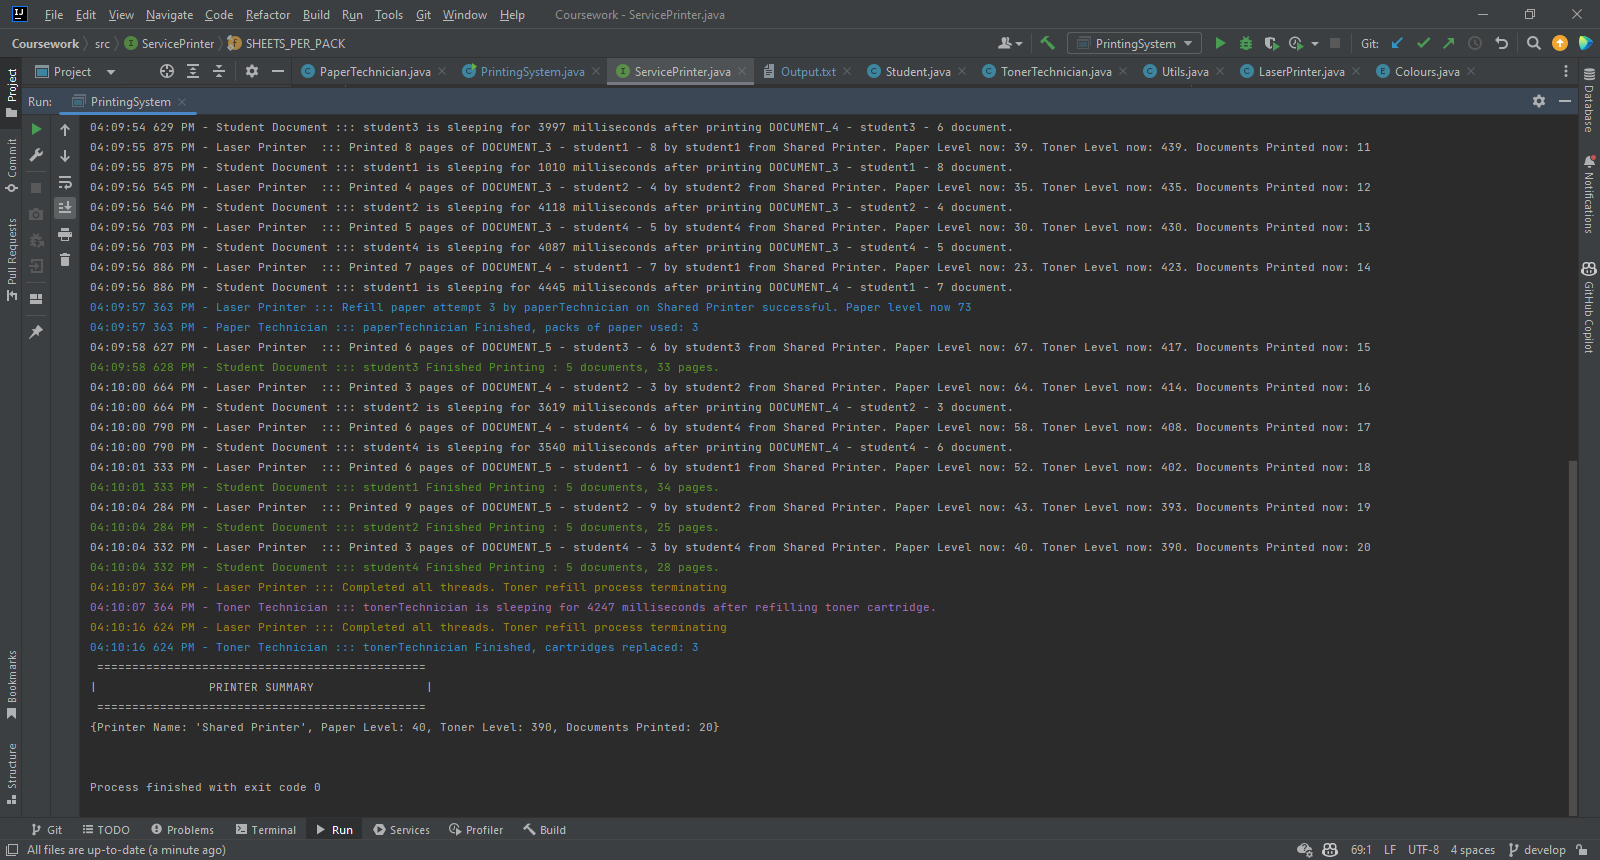 File Edit View Navigate Code Refactor Build Run Tools Git Window Help Coursework - ServicePrinter.java
Coursework src ServicePrinter SHEETS_PER_PACK PrintingSystem Git:
Project PaperTechnician.java PrintingSystem.java ServicePrinter.java Output.txt Student.java TonerTechnician.java Utils.java LaserPrinter.java Colours.java
Run: PrintingSystem
04:09:54 629 PM - Student Document ::: student3 is sleeping for 3997 milliseconds after printing DOCUMENT_4 - student3 - 6 document.
04:09:55 875 PM - Laser Printer  ::: Printed 8 pages of DOCUMENT_3 - student1 - 8 by student1 from Shared Printer. Paper Level now: 39. Toner Level now: 439. Documents Printed now: 11
04:09:55 875 PM - Student Document ::: student1 is sleeping for 1010 milliseconds after printing DOCUMENT_3 - student1 - 8 document.
04:09:56 545 PM - Laser Printer  ::: Printed 4 pages of DOCUMENT_3 - student2 - 4 by student2 from Shared Printer. Paper Level now: 35. Toner Level now: 435. Documents Printed now: 12
04:09:56 546 PM - Student Document ::: student2 is sleeping for 4118 milliseconds after printing DOCUMENT_3 - student2 - 4 document.
04:09:56 703 PM - Laser Printer  ::: Printed 5 pages of DOCUMENT_3 - student4 - 5 by student4 from Shared Printer. Paper Level now: 30. Toner Level now: 430. Documents Printed now: 13
04:09:56 703 PM - Student Document ::: student4 is sleeping for 4087 milliseconds after printing DOCUMENT_3 - student4 - 5 document.
04:09:56 886 PM - Laser Printer  ::: Printed 7 pages of DOCUMENT_4 - student1 - 7 by student1 from Shared Printer. Paper Level now: 23. Toner Level now: 423. Documents Printed now: 14
04:09:56 886 PM - Student Document ::: student1 is sleeping for 4445 milliseconds after printing DOCUMENT_4 - student1 - 7 document.
04:09:57 363 PM - Laser Printer ::: Refill paper attempt 3 by paperTechnician on Shared Printer successful. Paper level now 73
04:09:57 363 PM - Paper Technician ::: paperTechnician Finished, packs of paper used: 3
04:09:58 627 PM - Laser Printer  ::: Printed 6 pages of DOCUMENT_5 - student3 - 6 by student3 from Shared Printer. Paper Level now: 67. Toner Level now: 417. Documents Printed now: 15
04:09:58 628 PM - Student Document ::: student3 Finished Printing : 5 documents, 33 pages.
04:10:00 664 PM - Laser Printer  ::: Printed 3 pages of DOCUMENT_4 - student2 - 3 by student2 from Shared Printer. Paper Level now: 64. Toner Level now: 414. Documents Printed now: 16
04:10:00 664 PM - Student Document ::: student2 is sleeping for 3619 milliseconds after printing DOCUMENT_4 - student2 - 3 document.
04:10:00 790 PM - Laser Printer  ::: Printed 6 pages of DOCUMENT_4 - student4 - 6 by student4 from Shared Printer. Paper Level now: 58. Toner Level now: 408. Documents Printed now: 17
04:10:00 790 PM - Student Document ::: student4 is sleeping for 3540 milliseconds after printing DOCUMENT_4 - student4 - 6 document.
04:10:01 333 PM - Laser Printer  ::: Printed 6 pages of DOCUMENT_5 - student1 - 6 by student1 from Shared Printer. Paper Level now: 52. Toner Level now: 402. Documents Printed now: 18
04:10:01 333 PM - Student Document ::: student1 Finished Printing : 5 documents, 34 pages.
04:10:04 284 PM - Laser Printer  ::: Printed 9 pages of DOCUMENT_5 - student2 - 9 by student2 from Shared Printer. Paper Level now: 43. Toner Level now: 393. Documents Printed now: 19
04:10:04 284 PM - Student Document ::: student2 Finished Printing : 5 documents, 25 pages.
04:10:04 332 PM - Laser Printer  ::: Printed 3 pages of DOCUMENT_5 - student4 - 3 by student4 from Shared Printer. Paper Level now: 40. Toner Level now: 390. Documents Printed now: 20
04:10:04 332 PM - Student Document ::: student4 Finished Printing : 5 documents, 28 pages.
04:10:07 364 PM - Laser Printer ::: Completed all threads. Toner refill process terminating
04:10:07 364 PM - Toner Technician ::: tonerTechnician is sleeping for 4247 milliseconds after refilling toner cartridge.
04:10:16 624 PM - Laser Printer ::: Completed all threads. Toner refill process terminating
04:10:16 624 PM - Toner Technician ::: tonerTechnician Finished, cartridges replaced: 3
===============================================
|                PRINTER SUMMARY                |
===============================================
{Printer Name: 'Shared Printer', Paper Level: 40, Toner Level: 390, Documents Printed: 20}
Process finished with exit code 0
Project
Commit
Pull Requests
Bookmarks
Structure
Database
Notifications
GitHub Copilot
Git TODO Problems Terminal Run Services Profiler Build
All files are up-to-date (a minute ago) 69:1 LF UTF-8 4 spaces develop